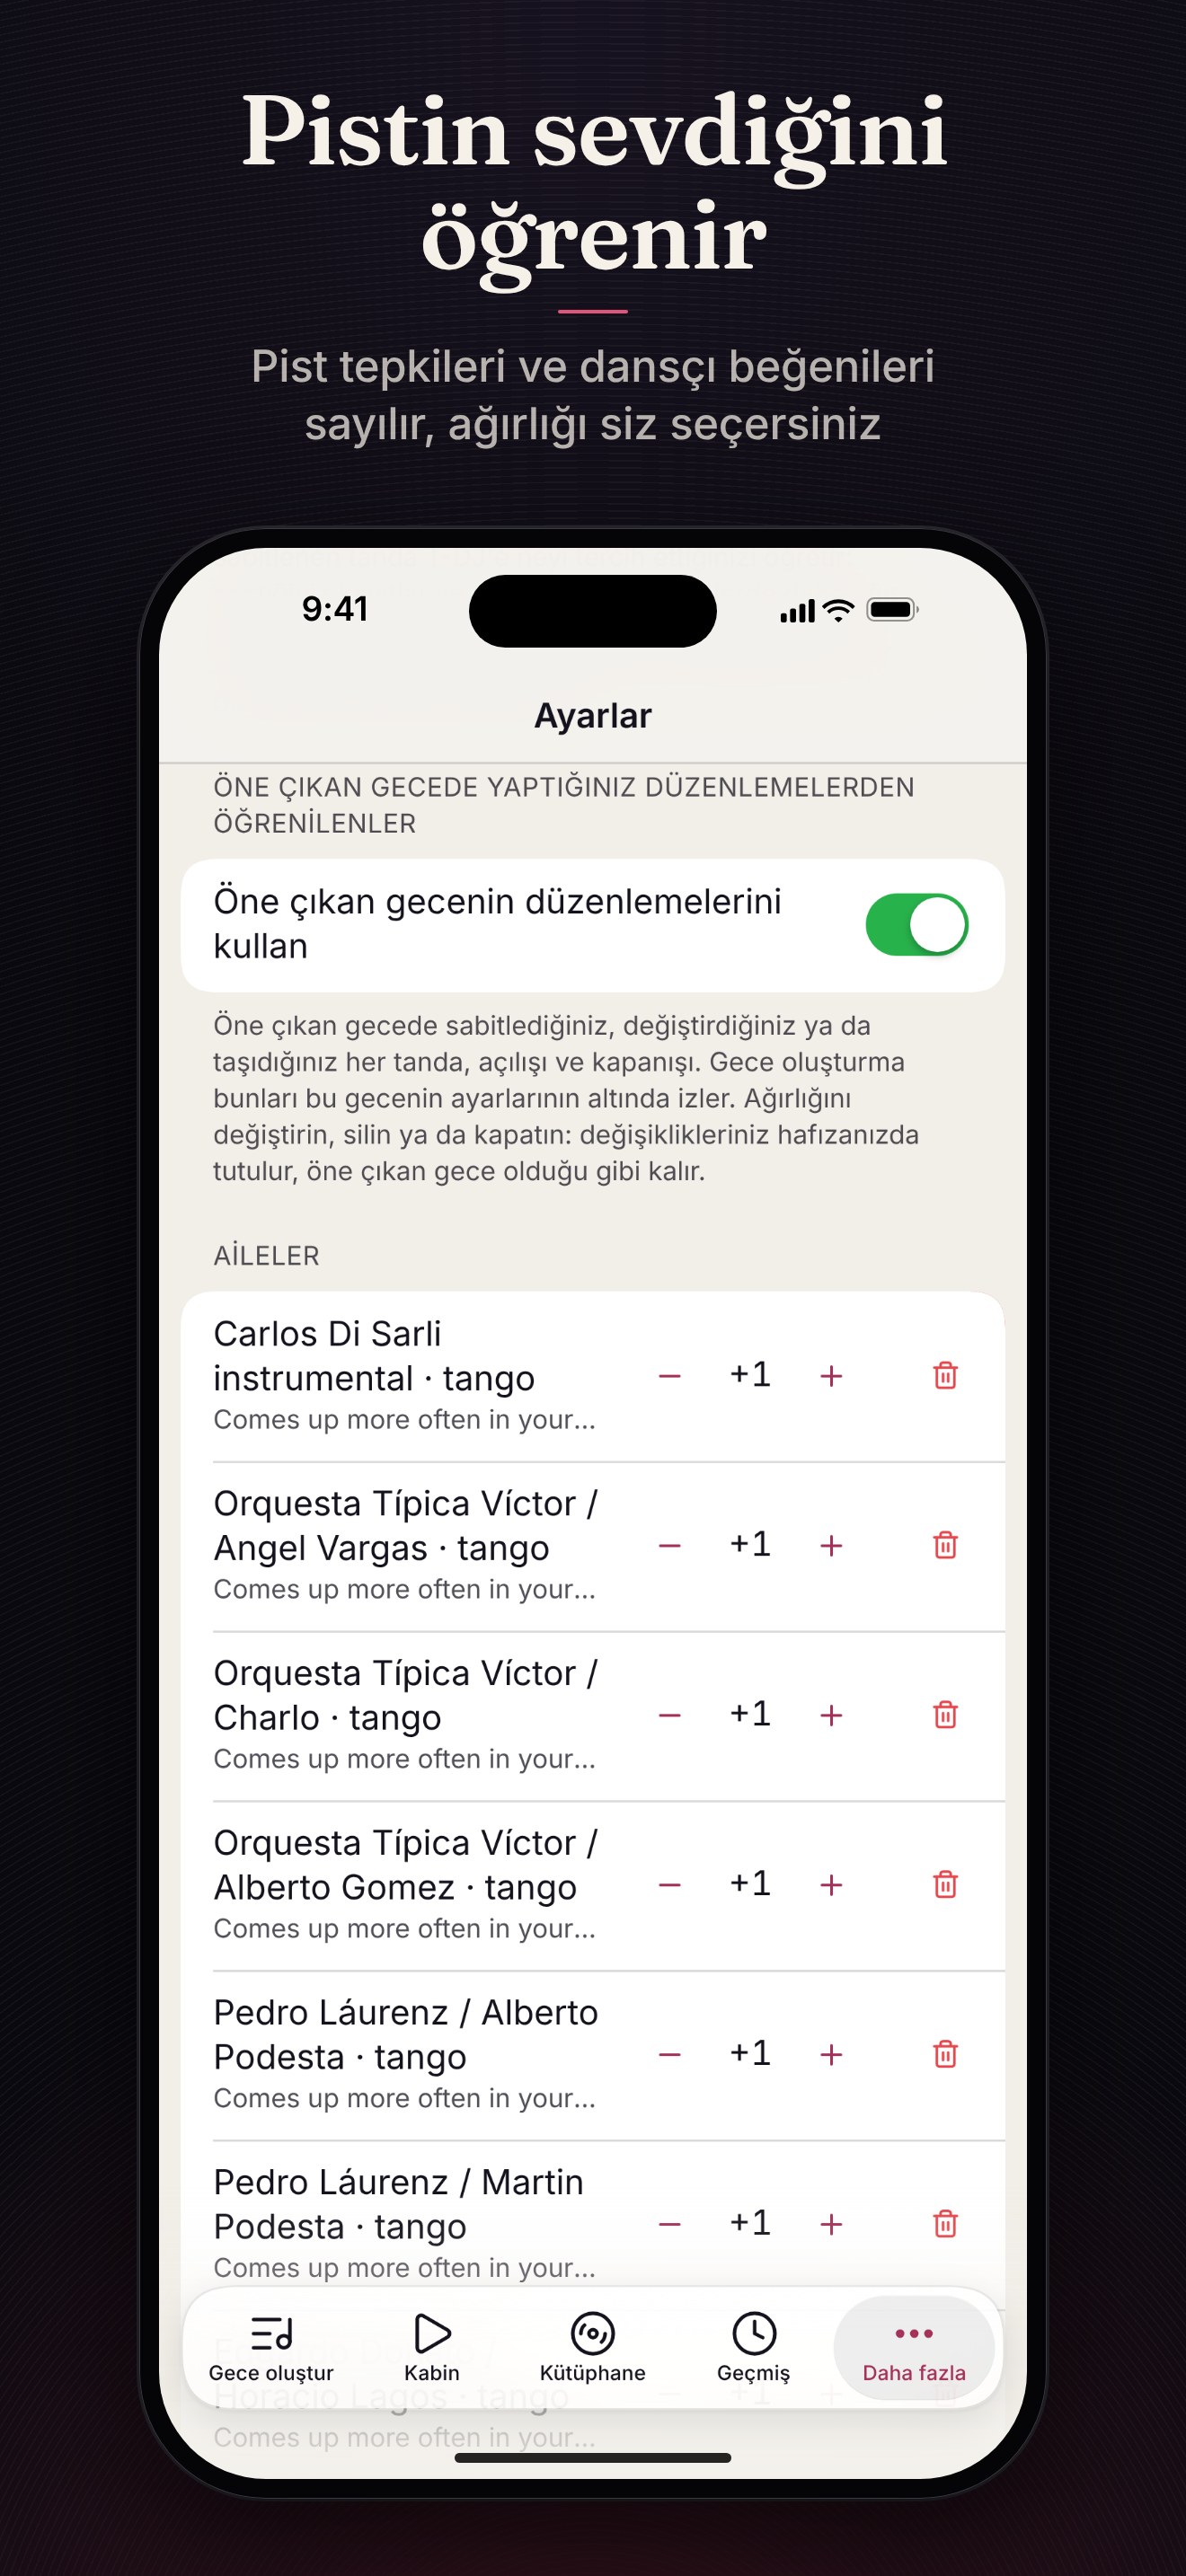 Pistin sevdiğini
öğrenir
Pist tepkileri ve dansçı beğenileri
sayılır, ağırlığı siz seçersiniz
9:41
Ayarlar
ÖNE ÇIKAN GECEDE YAPTIĞINIZ DÜZENLEMELERDEN
ÖĞRENİLENLER
Öne çıkan gecenin düzenlemelerini
kullan
Öne çıkan gecede sabitlediğiniz, değiştirdiğiniz ya da
taşıdığınız her tanda, açılışı ve kapanışı. Gece oluşturma
bunları bu gecenin ayarlarının altında izler. Ağırlığını
değiştirin, silin ya da kapatın: değişiklikleriniz hafızanızda
tutulur, öne çıkan gece olduğu gibi kalır.
AİLELER
Carlos Di Sarli
instrumental · tango
Comes up more often in your...
− +1 +
Orquesta Típica Víctor /
Angel Vargas · tango
Comes up more often in your...
− +1 +
Orquesta Típica Víctor /
Charlo · tango
Comes up more often in your...
− +1 +
Orquesta Típica Víctor /
Alberto Gomez · tango
Comes up more often in your...
− +1 +
Pedro Láurenz / Alberto
Podesta · tango
Comes up more often in your...
− +1 +
Pedro Láurenz / Martin
Podesta · tango
Comes up more often in your...
− +1 +
Horacio Lagos · tango
Comes up more often in your...
Gece oluştur
Kabin
Kütüphane
Geçmiş
Daha fazla